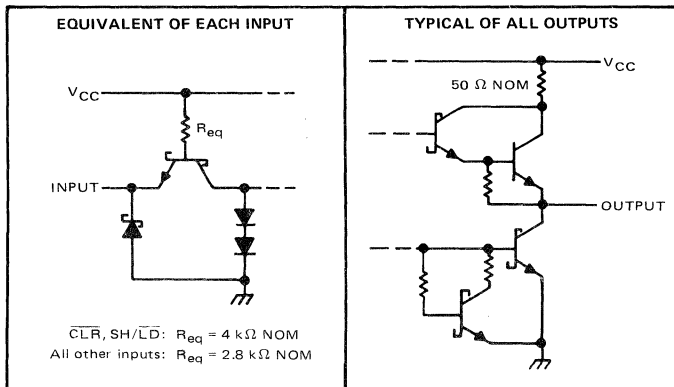 EQUIVALENT OF EACH INPUT
VCC
Req
INPUT
CLR, SH/LD: Req = 4 kΩ NOM
All other inputs: Req = 2.8 kΩ NOM
TYPICAL OF ALL OUTPUTS
VCC
50 Ω NOM
OUTPUT